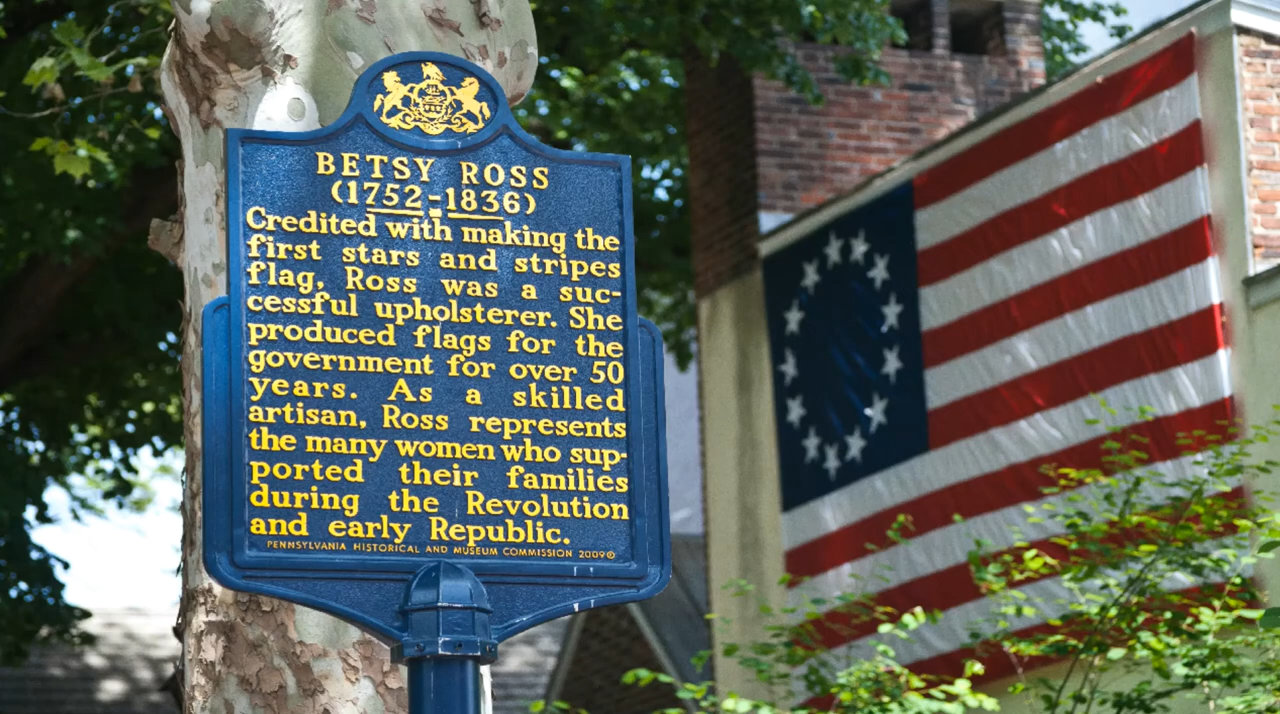 BETSY ROSS
(1752-1836)
Credited with making the
first stars and stripes
flag, Ross was a suc-
cessful upholsterer. She
produced flags for the
government for over 50
years. As a skilled
artisan, Ross represents
the many women who sup-
ported their families
during the Revolution
and early Republic.
PENNSYLVANIA HISTORICAL AND MUSEUM COMMISSION 2009©